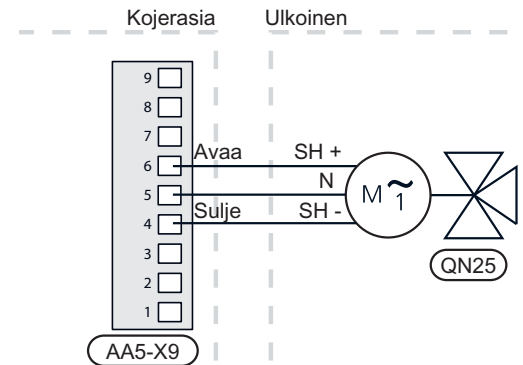 Kojerasia Ulkoinen
9
8
7
6 Avaa SH +
5 N
4 Sulje SH -
3
2
1
M ~ 1
QN25
AA5-X9